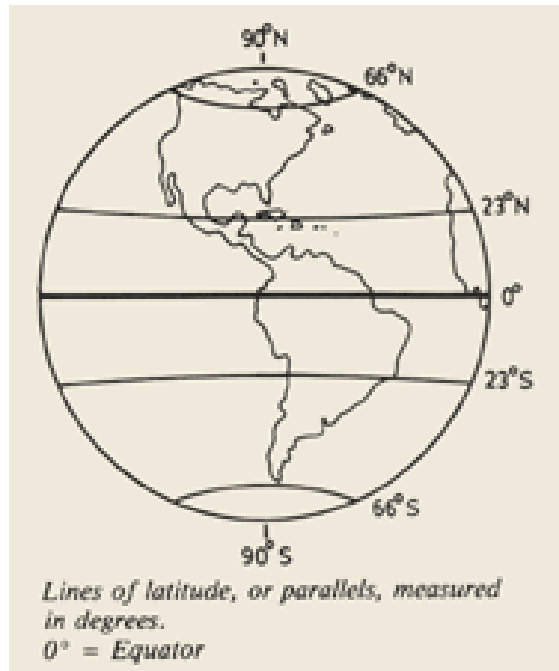 90°N
66°N
23°N
0°
23°S
66°S
90°S
Lines of latitude, or parallels, measured
in degrees.
0° = Equator